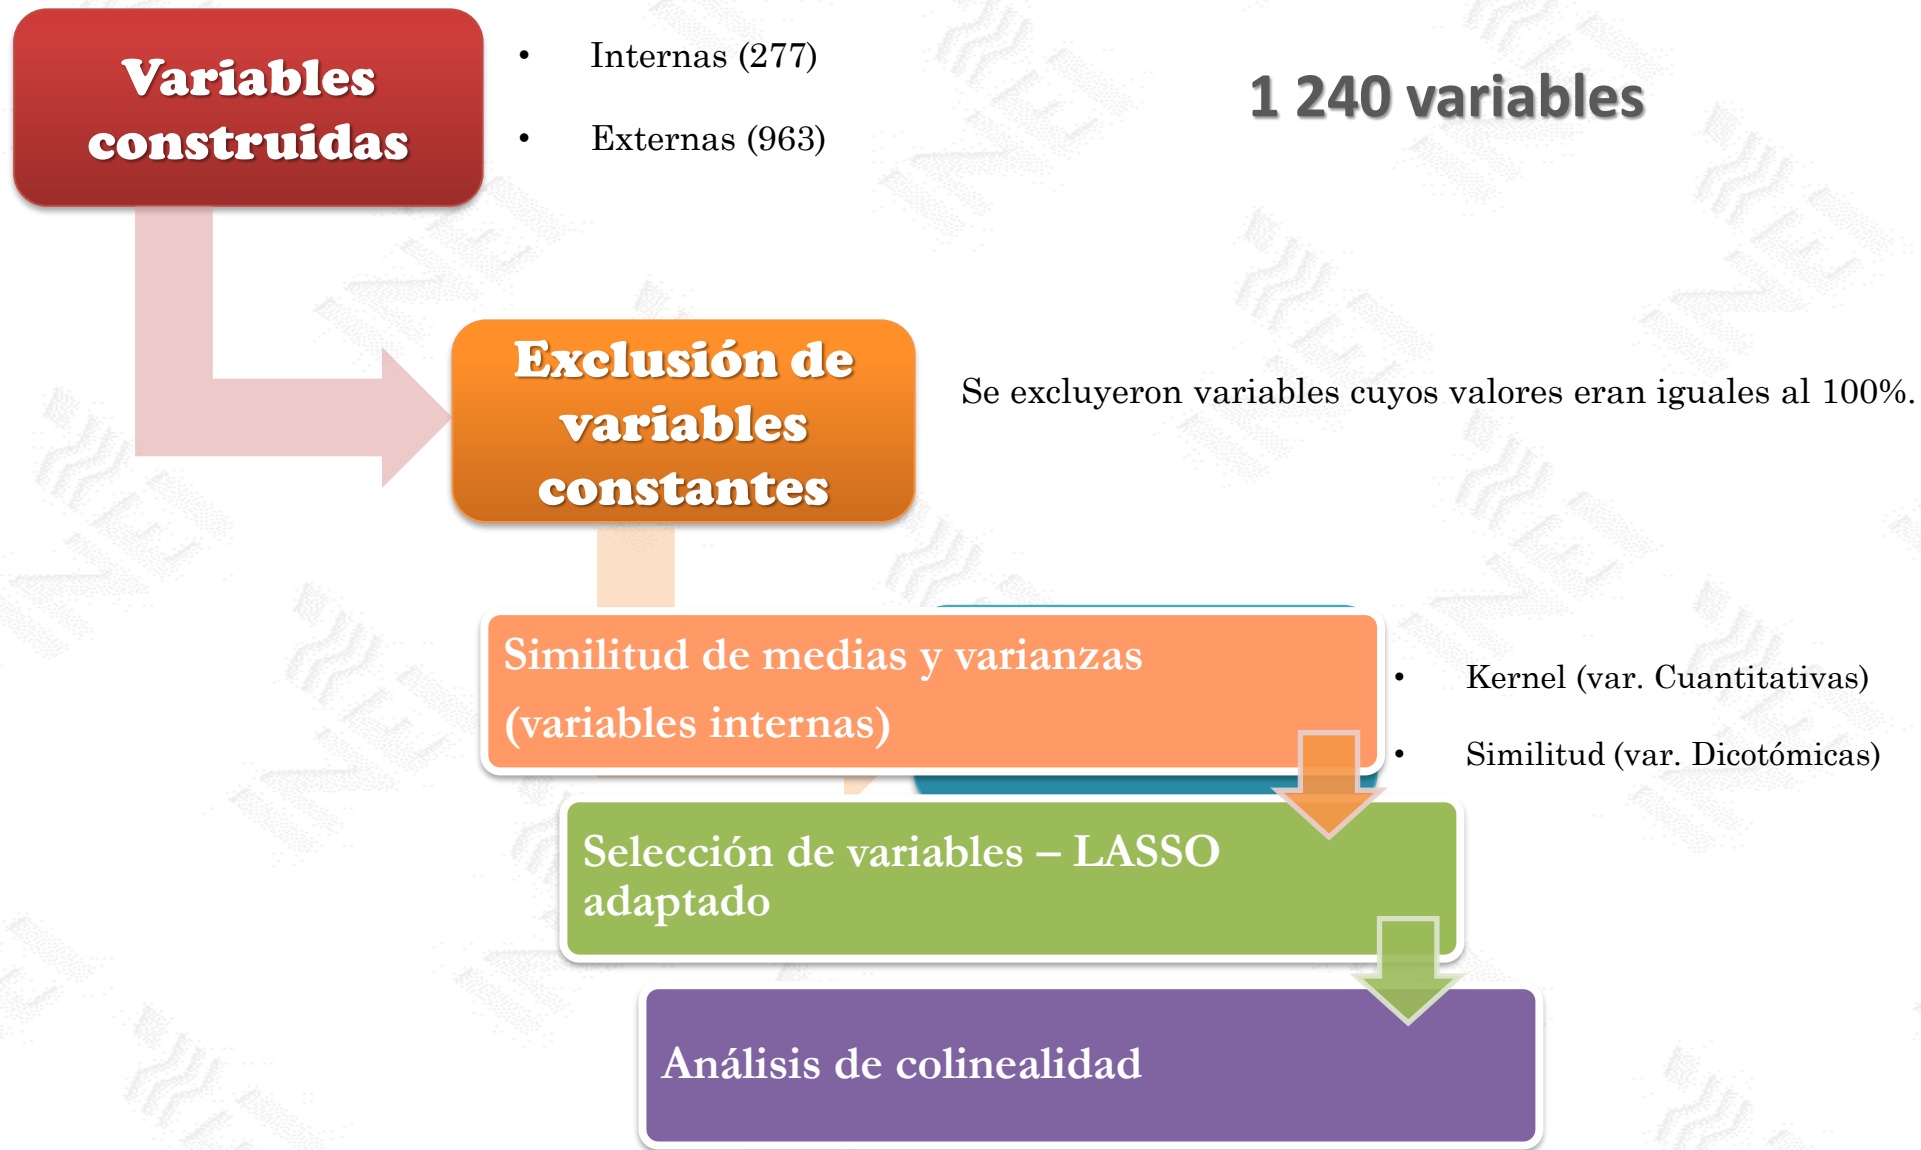 Variables
construidas
• Internas (277)
• Externas (963)
1 240 variables
Exclusión de
variables
constantes
Se excluyeron variables cuyos valores eran iguales al 100%.
Similitud de medias y varianzas
(variables internas)
• Kernel (var. Cuantitativas)
• Similitud (var. Dicotómicas)
Selección de variables – LASSO
adaptado
Análisis de colinealidad